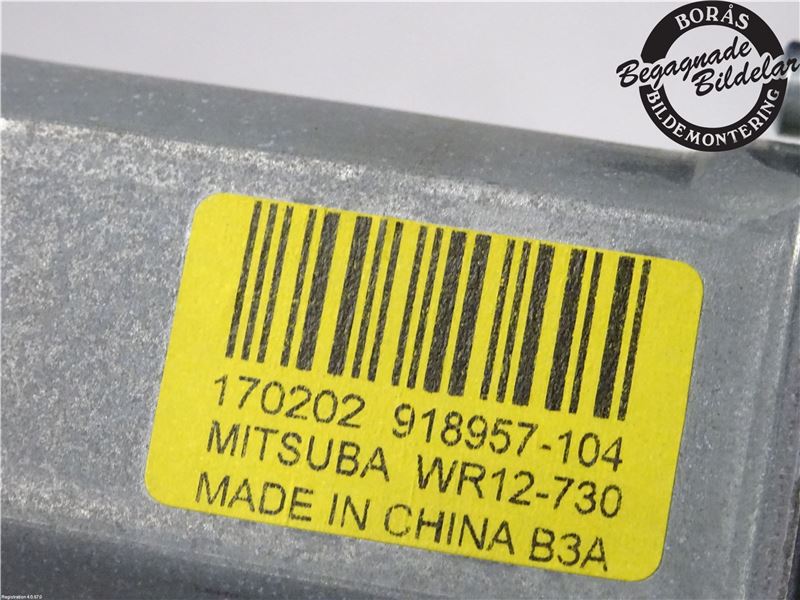 BORÅS
Begagnade
Bildelar
BILDEMONTERING
170202 918957-104
MITSUBA WR12-730
MADE IN CHINA B3A